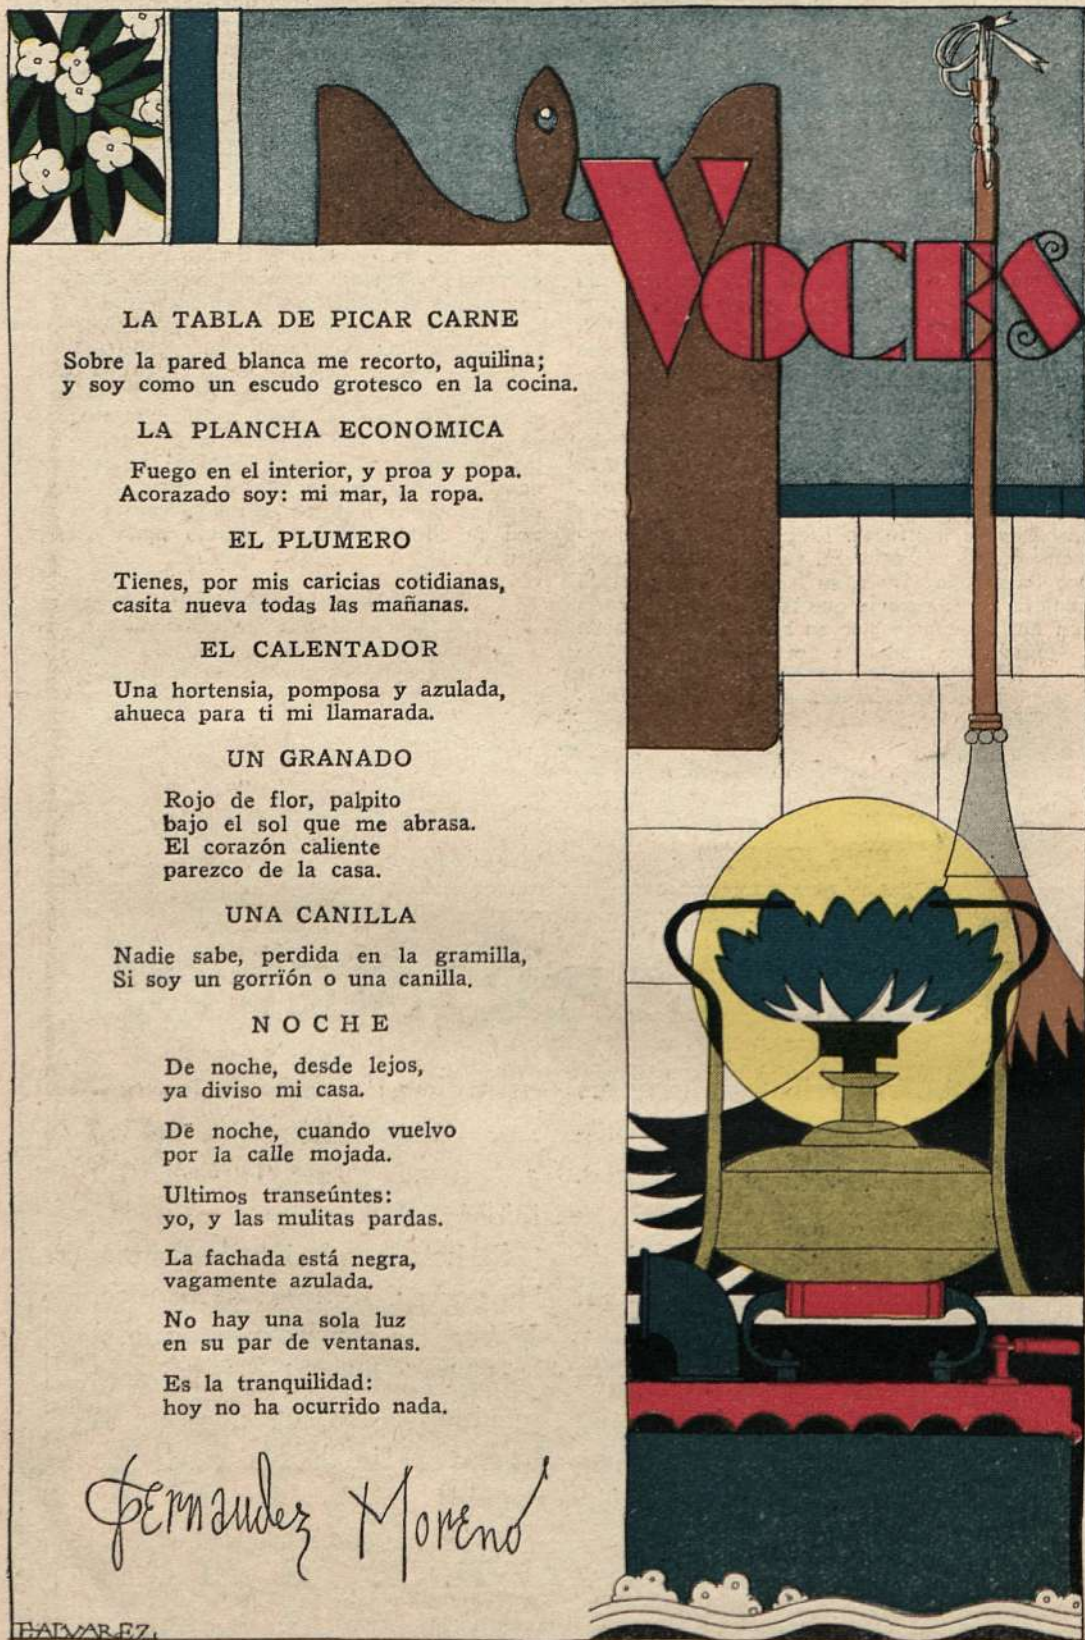 VOCES
LA TABLA DE PICAR CARNE
Sobre la pared blanca me recorto, aquilina;
y soy como un escudo grotesco en la cocina.
LA PLANCHA ECONOMICA
Fuego en el interior, y proa y popa.
Acorazado soy: mi mar, la ropa.
EL PLUMERO
Tienes, por mis caricias cotidianas,
casita nueva todas las mañanas.
EL CALENTADOR
Una hortensia, pomposa y azulada,
ahueca para ti mi llamarada.
UN GRANADO
Rojo de flor, palpito
bajo el sol que me abrasa.
El corazón caliente
parezco de la casa.
UNA CANILLA
Nadie sabe, perdida en la gramilla,
Si soy un gorrïón o una canilla.
NOCHE
De noche, desde lejos,
ya diviso mi casa.
De noche, cuando vuelvo
por la calle mojada.
Ultimos transeúntes:
yo, y las mulitas pardas.
La fachada está negra,
vagamente azulada.
No hay una sola luz
en su par de ventanas.
Es la tranquilidad:
hoy no ha ocurrido nada.
Fernandez Moreno
ALVAREZ.